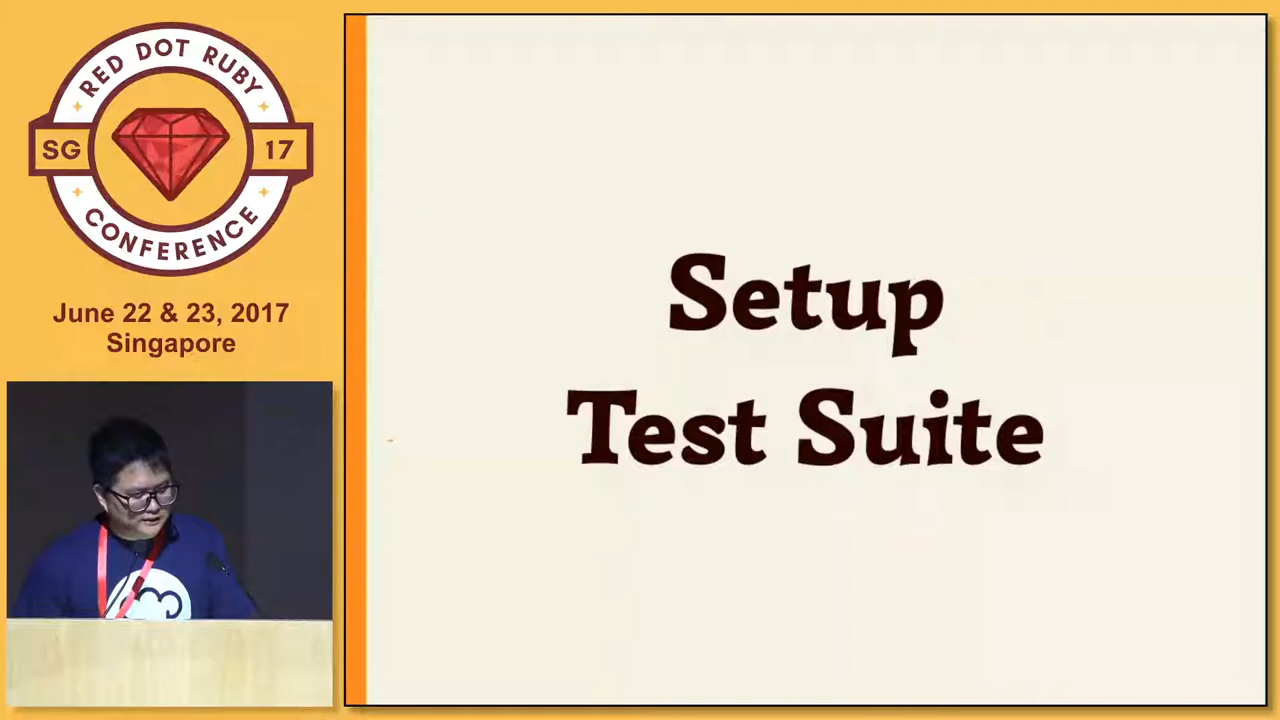 RED DOT RUBY
SG 17
CONFERENCE
June 22 & 23, 2017
Singapore
Setup
Test Suite